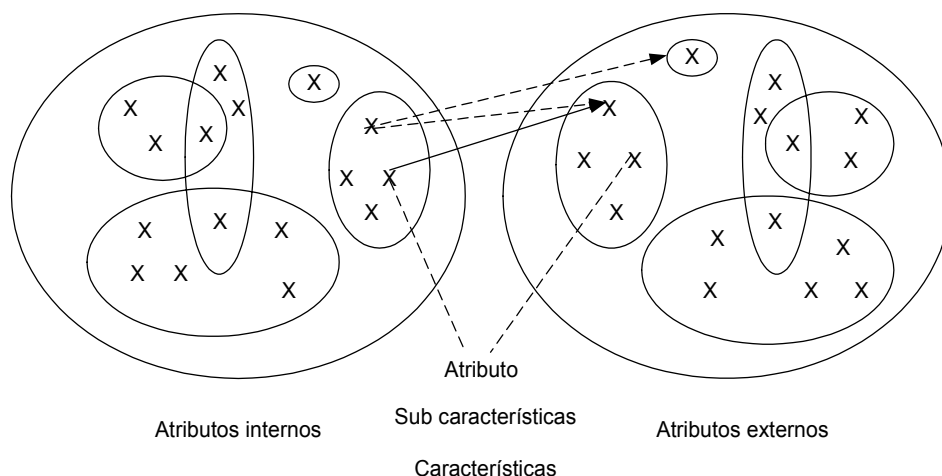 X X X X
X X X X X X
X X X X X X X X
X X X X
X X X X X X
X X X X X X
Atributo
Sub características
Atributos internos Atributos externos
Características